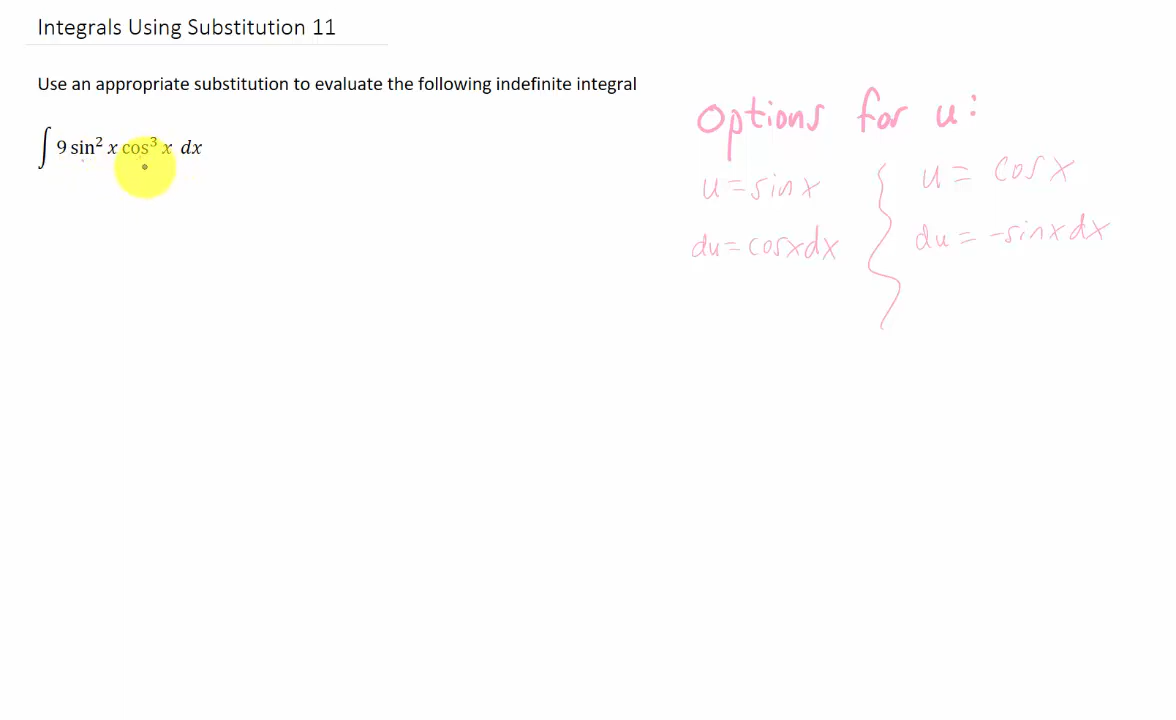 Integrals Using Substitution 11
Use an appropriate substitution to evaluate the following indefinite integral
∫ 9 sin² x cos³ x dx
Options for u:
u = sin x
du = cos x dx
u = cos x
du = -sin x dx